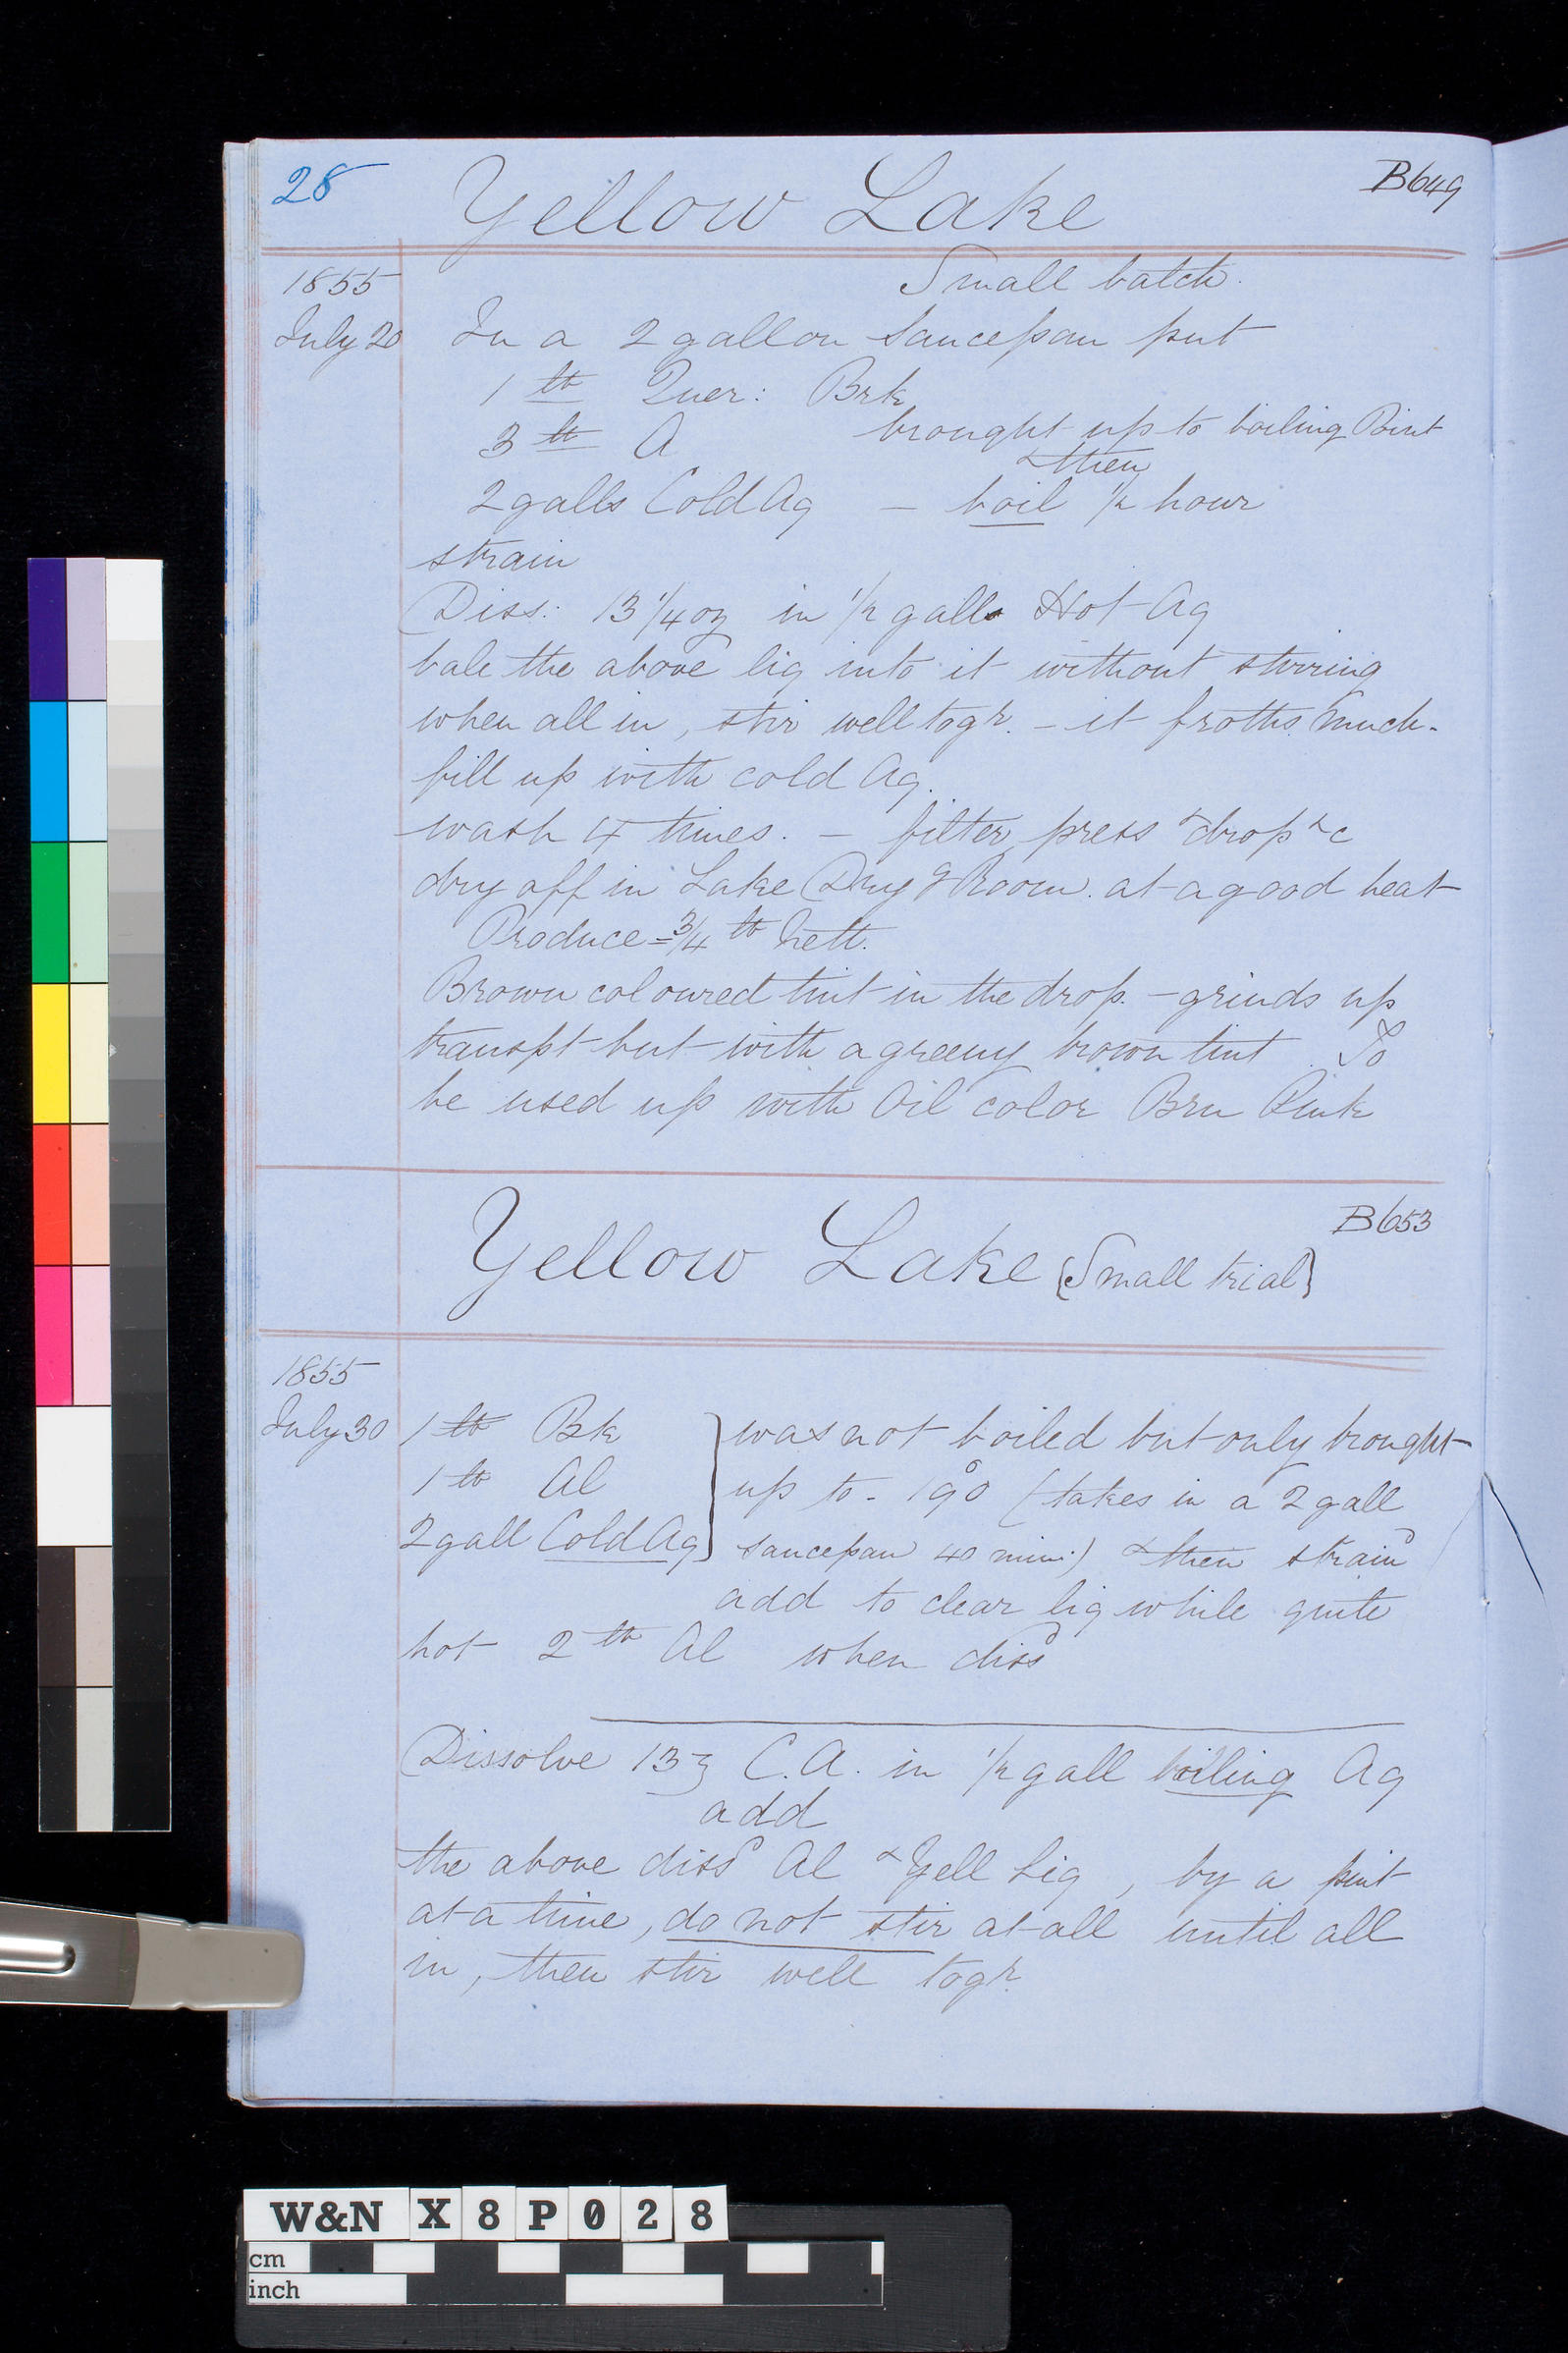 28 Yellow Lake B649
1855 Small batch.
July 20 In a 2 gallon saucepan put
1 lb Quer: Brk
3 lb A brought up to boiling Point
& then
2 galls Cold Aq – boil 1/2 hour
strain
Diss: 13 1/4 oz in 1/2 galls Hot Aq
bale the above liq into it without stirring
when all in, stir well togr. – it froths much.
fill up with cold Aq.
wash 4 times. – filter, press & drop &c
dry off in Lake Dryg Room. at a good heat
Produce = 3/4 lb nett.
Brown coloured tint in the drop. – grinds up
transpt but with a greeny brown tint. To
be used up with Oil color Brn Pink
Yellow Lake {Small trial} B653
1855
July 30 1 lb Bk } was not boiled but only brought
1 lb Al up to - 190° (takes in a 2 gall
2 gall Cold Aq saucepan 40 min:) & then straind
add to clear liq while quite
hot 2 lb Al when dissd
Dissolve 13 ℥ C.A. in 1/2 gall boiling Aq
add
the above dissd Al & Yell Liq, by a pint
at a time, do not stir at all until all
in, then stir well togr.
W&N X8P028
cm
inch